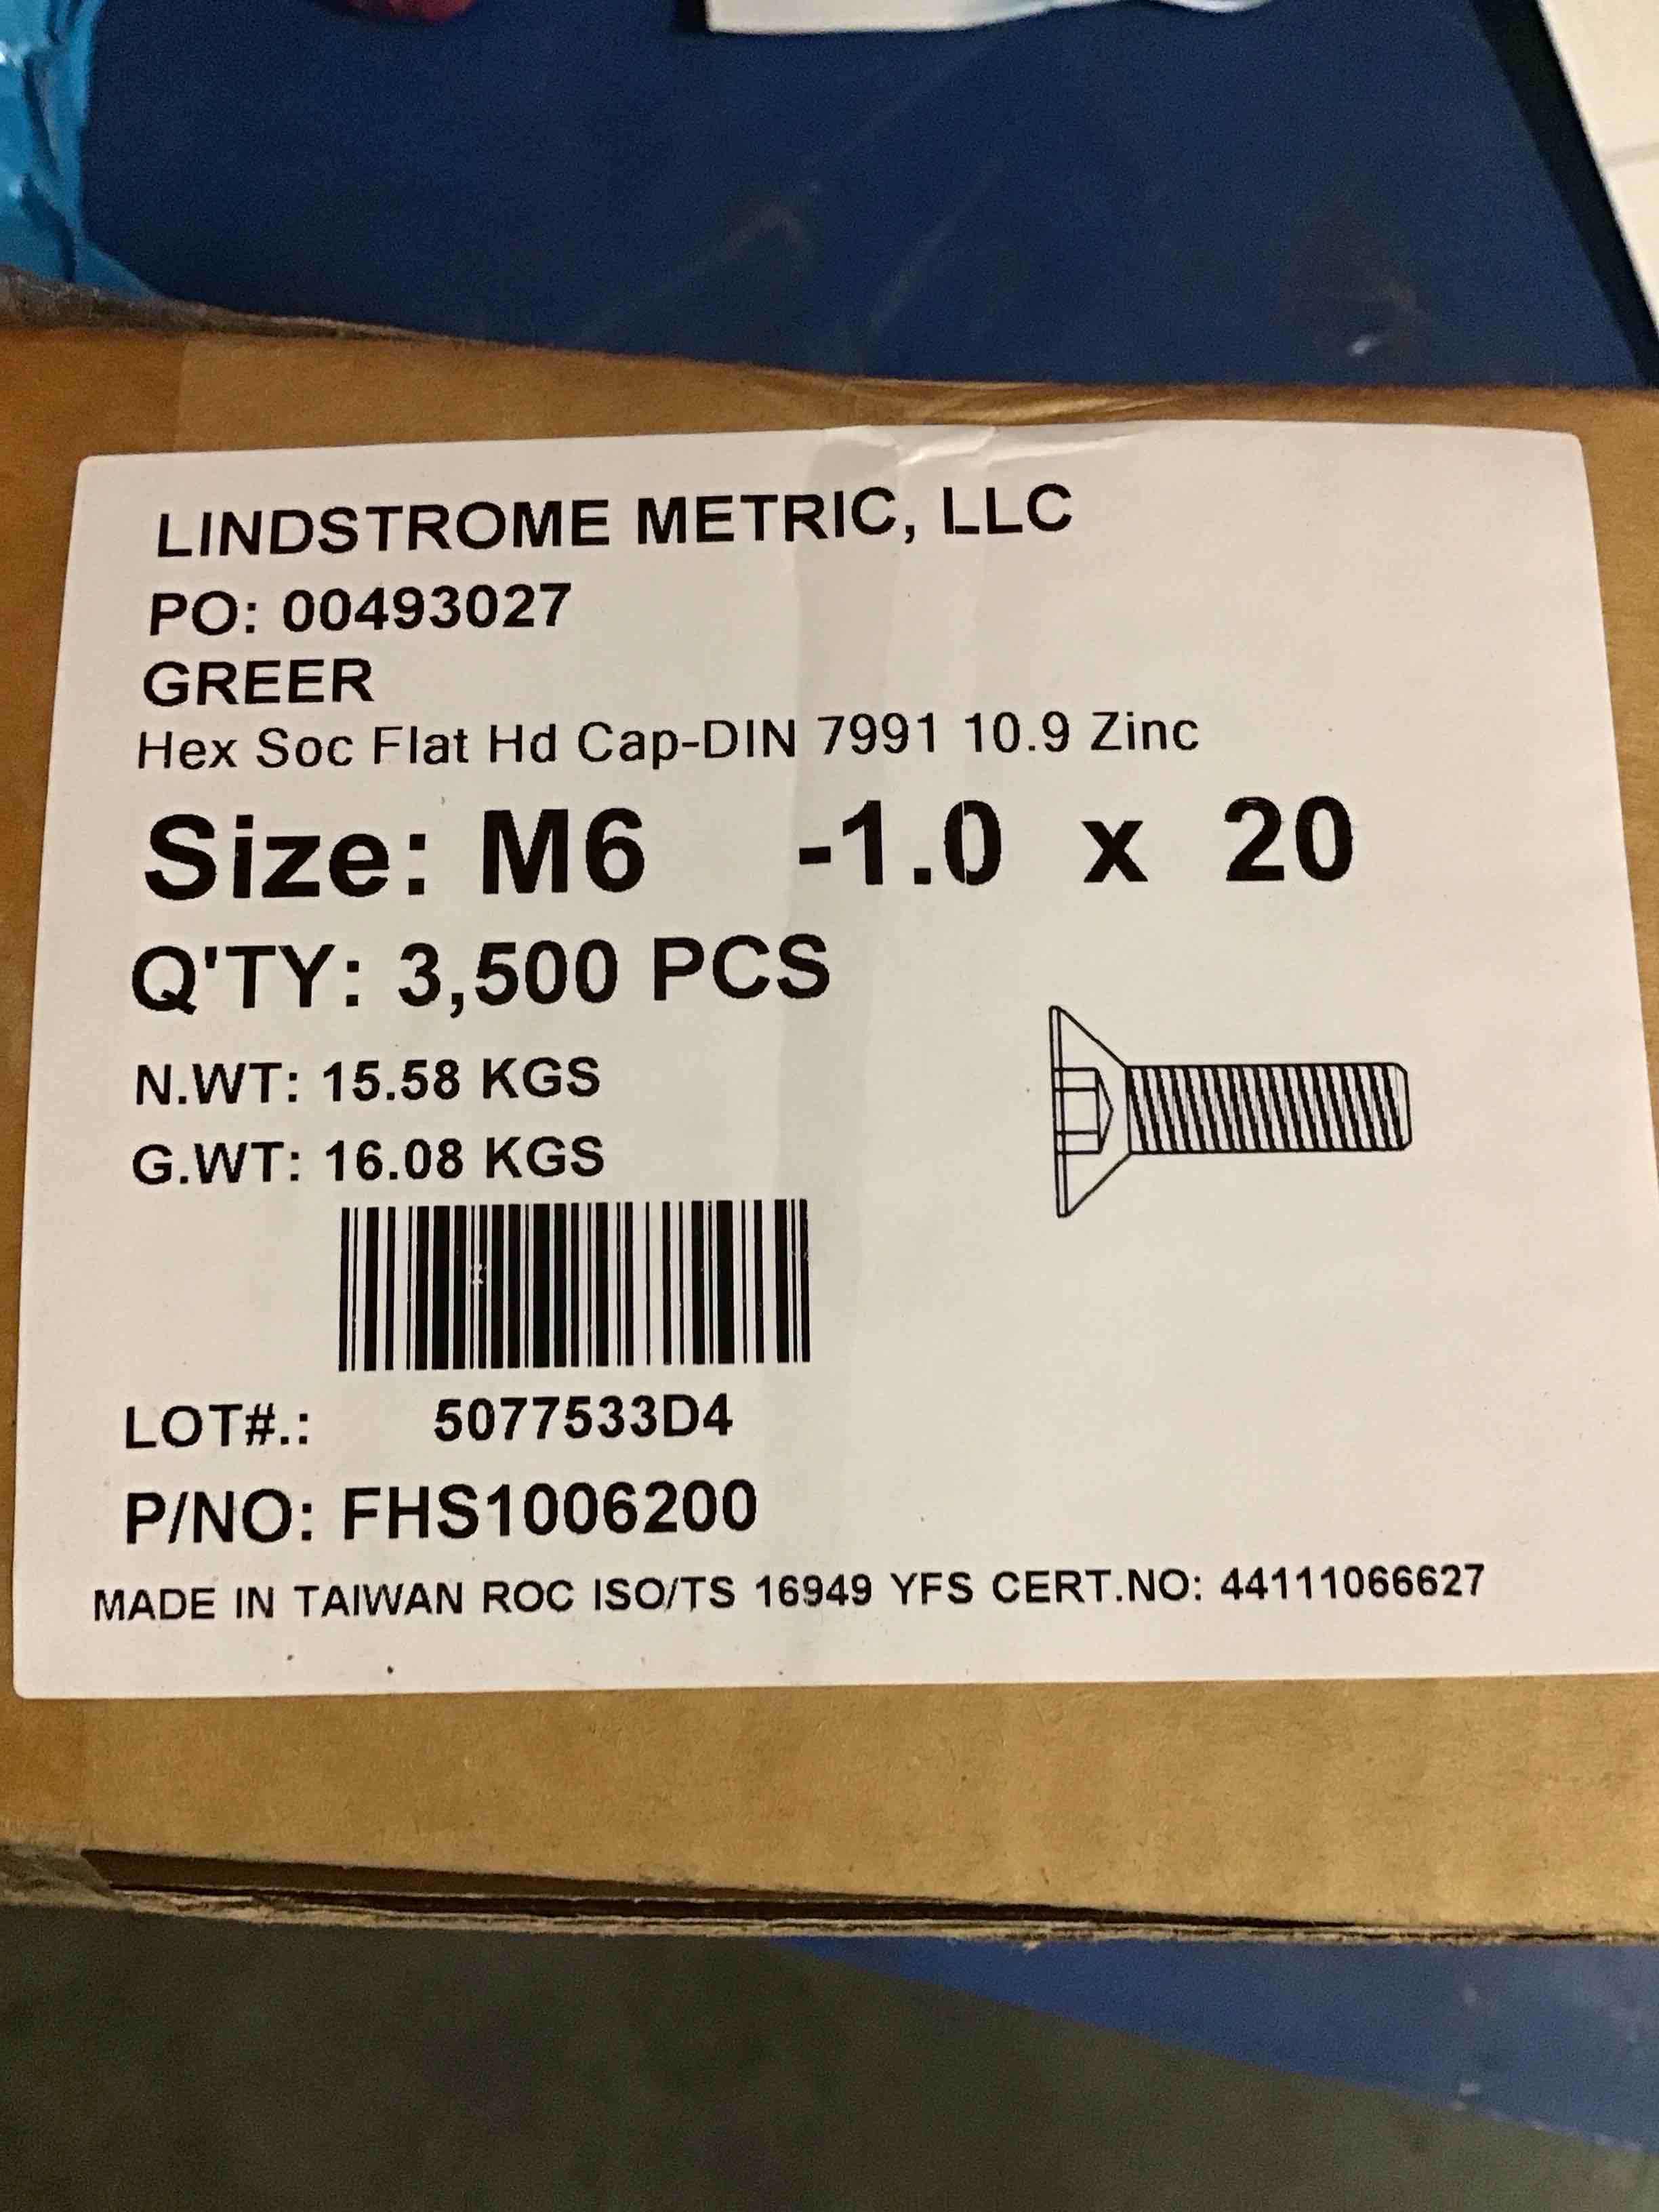 LINDSTROME METRIC, LLC
PO: 00493027
GREER
Hex Soc Flat Hd Cap-DIN 7991 10.9 Zinc
Size: M6 -1.0 x 20
Q'TY: 3,500 PCS
N.WT: 15.58 KGS
G.WT: 16.08 KGS
LOT#.: 5077533D4
P/NO: FHS1006200
MADE IN TAIWAN ROC ISO/TS 16949 YFS CERT.NO: 44111066627